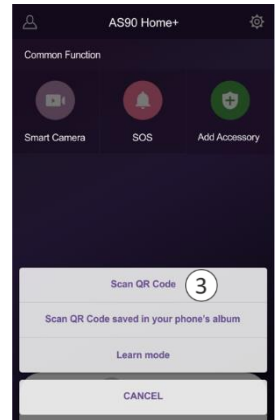 AS90 Home+
Common Function
Smart Camera SOS Add Accessory
Scan QR Code 3
Scan QR Code saved in your phone's album
Learn mode
CANCEL